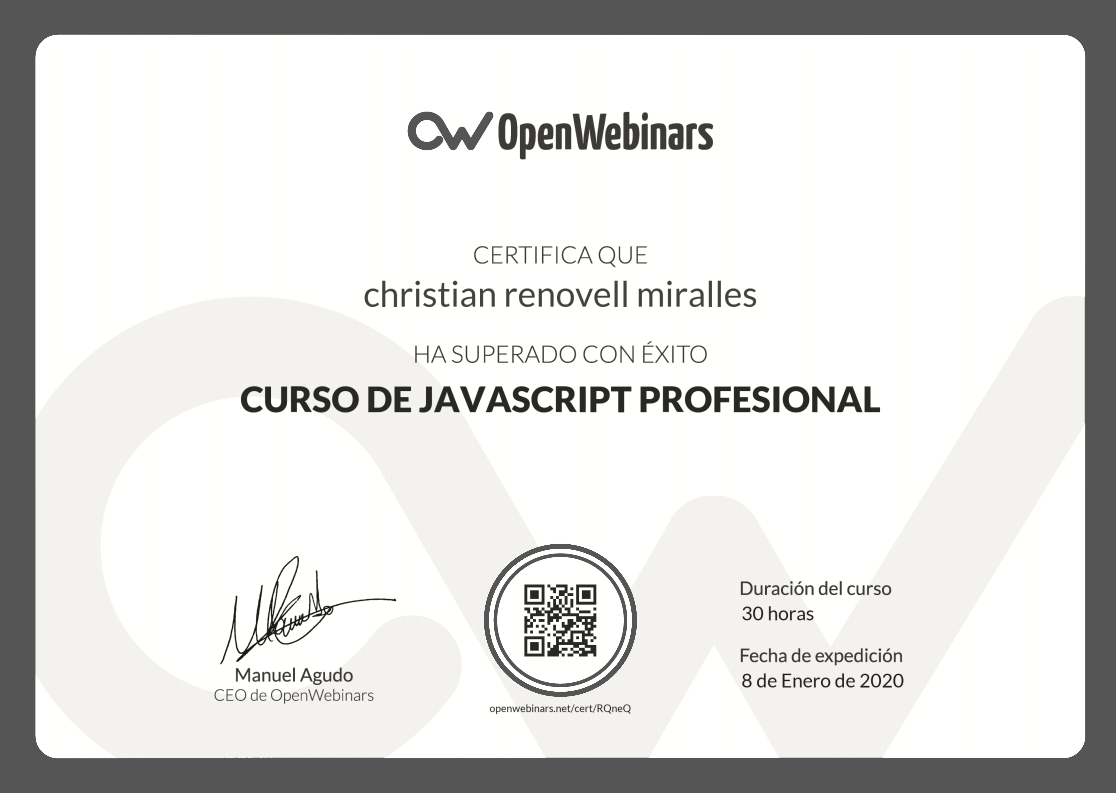 OpenWebinars
CERTIFICA QUE
christian renovell miralles
HA SUPERADO CON ÉXITO
CURSO DE JAVASCRIPT PROFESIONAL
Manuel Agudo
CEO de OpenWebinars
openwebinars.net/cert/RQneQ
Duración del curso
30 horas
Fecha de expedición
8 de Enero de 2020